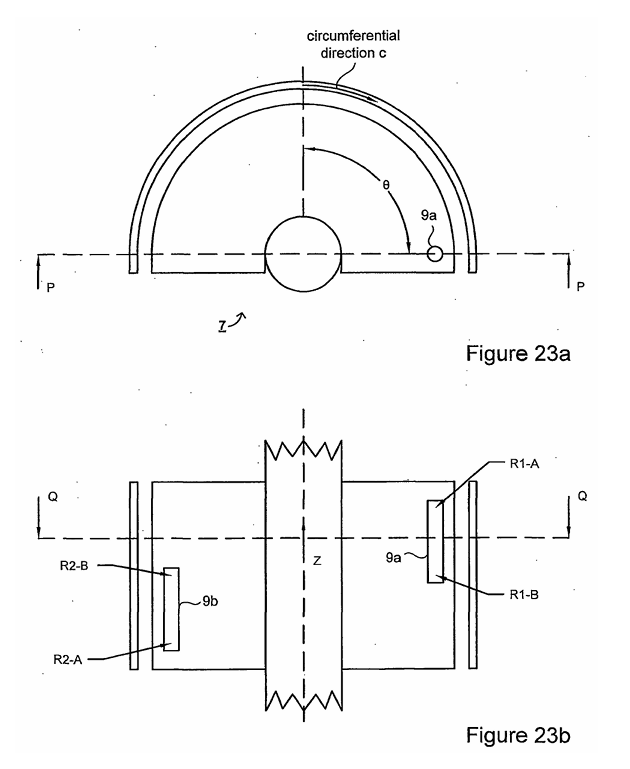 circumferential
direction c
θ
9a
P
P
7
Figure 23a
R1-A
Q
Q
Z
9a
R2-B
9b
R1-B
R2-A
Figure 23b